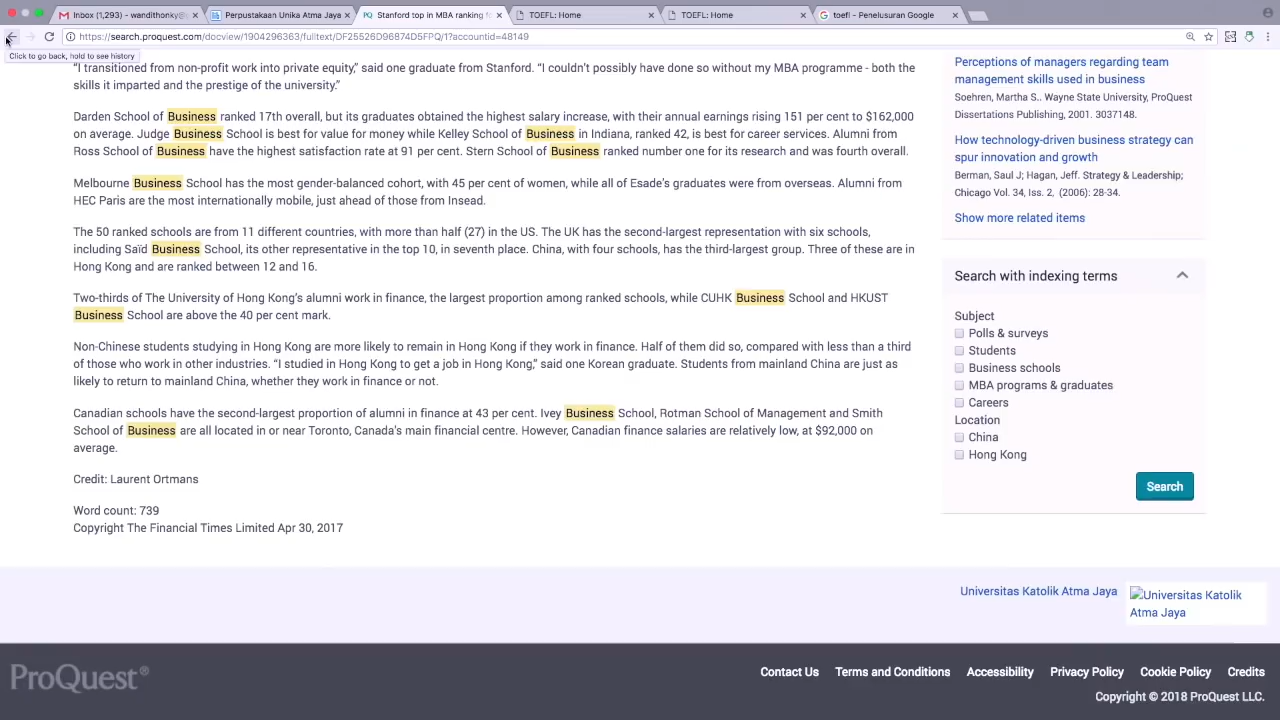 Inbox (1,293) - wandithonky@g
Perpustakaan Unika Atma Jaya
PQ Stanford top in MBA ranking f
TOEFL: Home
TOEFL: Home
toefl - Penelusuran Google
https://search.proquest.com/docview/1904296363/fulltext/DF25526D96874D5FPQ/1?accountid=48149
Click to go back, hold to see history
“I transitioned from non-profit work into private equity,” said one graduate from Stanford. “I couldn’t possibly have done so without my MBA programme - both the
skills it imparted and the prestige of the university.”
Darden School of Business ranked 17th overall, but its graduates obtained the highest salary increase, with their annual earnings rising 151 per cent to $162,000
on average. Judge Business School is best for value for money while Kelley School of Business in Indiana, ranked 42, is best for career services. Alumni from
Ross School of Business have the highest satisfaction rate at 91 per cent. Stern School of Business ranked number one for its research and was fourth overall.
Melbourne Business School has the most gender-balanced cohort, with 45 per cent of women, while all of Esade’s graduates were from overseas. Alumni from
HEC Paris are the most internationally mobile, just ahead of those from Insead.
The 50 ranked schools are from 11 different countries, with more than half (27) in the US. The UK has the second-largest representation with six schools,
including Saïd Business School, its other representative in the top 10, in seventh place. China, with four schools, has the third-largest group. Three of these are in
Hong Kong and are ranked between 12 and 16.
Two-thirds of The University of Hong Kong’s alumni work in finance, the largest proportion among ranked schools, while CUHK Business School and HKUST
Business School are above the 40 per cent mark.
Non-Chinese students studying in Hong Kong are more likely to remain in Hong Kong if they work in finance. Half of them did so, compared with less than a third
of those who work in other industries. “I studied in Hong Kong to get a job in Hong Kong,” said one Korean graduate. Students from mainland China are just as
likely to return to mainland China, whether they work in finance or not.
Canadian schools have the second-largest proportion of alumni in finance at 43 per cent. Ivey Business School, Rotman School of Management and Smith
School of Business are all located in or near Toronto, Canada’s main financial centre. However, Canadian finance salaries are relatively low, at $92,000 on
average.
Credit: Laurent Ortmans
Word count: 739
Copyright The Financial Times Limited Apr 30, 2017
Perceptions of managers regarding team
management skills used in business
Soehren, Martha S.. Wayne State University, ProQuest
Dissertations Publishing, 2001. 3037148.
How technology-driven business strategy can
spur innovation and growth
Berman, Saul J; Hagan, Jeff. Strategy & Leadership;
Chicago Vol. 34, Iss. 2, (2006): 28-34.
Show more related items
Search with indexing terms
Subject
Polls & surveys
Students
Business schools
MBA programs & graduates
Careers
Location
China
Hong Kong
Search
Universitas Katolik Atma Jaya
Universitas Katolik
Atma Jaya
ProQuest®
Contact Us
Terms and Conditions
Accessibility
Privacy Policy
Cookie Policy
Credits
Copyright © 2018 ProQuest LLC.